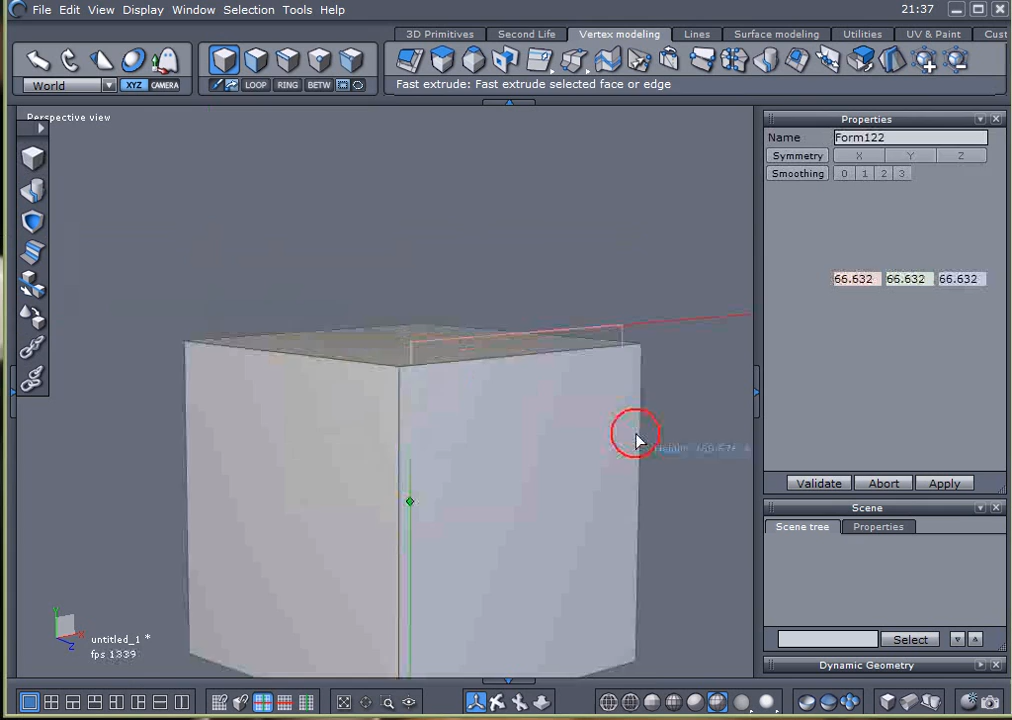 File Edit View Display Window Selection Tools Help 21:37
3D Primitives Second Life Vertex modeling Lines Surface modeling Utilities UV & Paint Cust
World XYZ CAMERA LOOP RING BETW Fast extrude: Fast extrude selected face or edge
Perspective view
Properties
Name Form122
Symmetry X Y Z
Smoothing 0 1 2 3
66.632 66.632 66.632
Validate Abort Apply
Scene
Scene tree Properties
Y
X
Z
untitled_1 *
fps 1339
Select
Dynamic Geometry